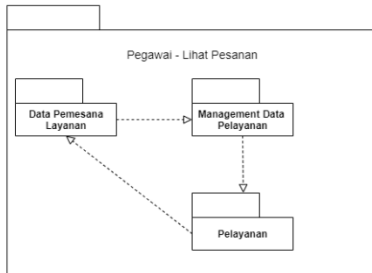 Pegawai - Lihat Pesanan
Data Pemesana
Layanan
Management Data
Pelayanan
Pelayanan